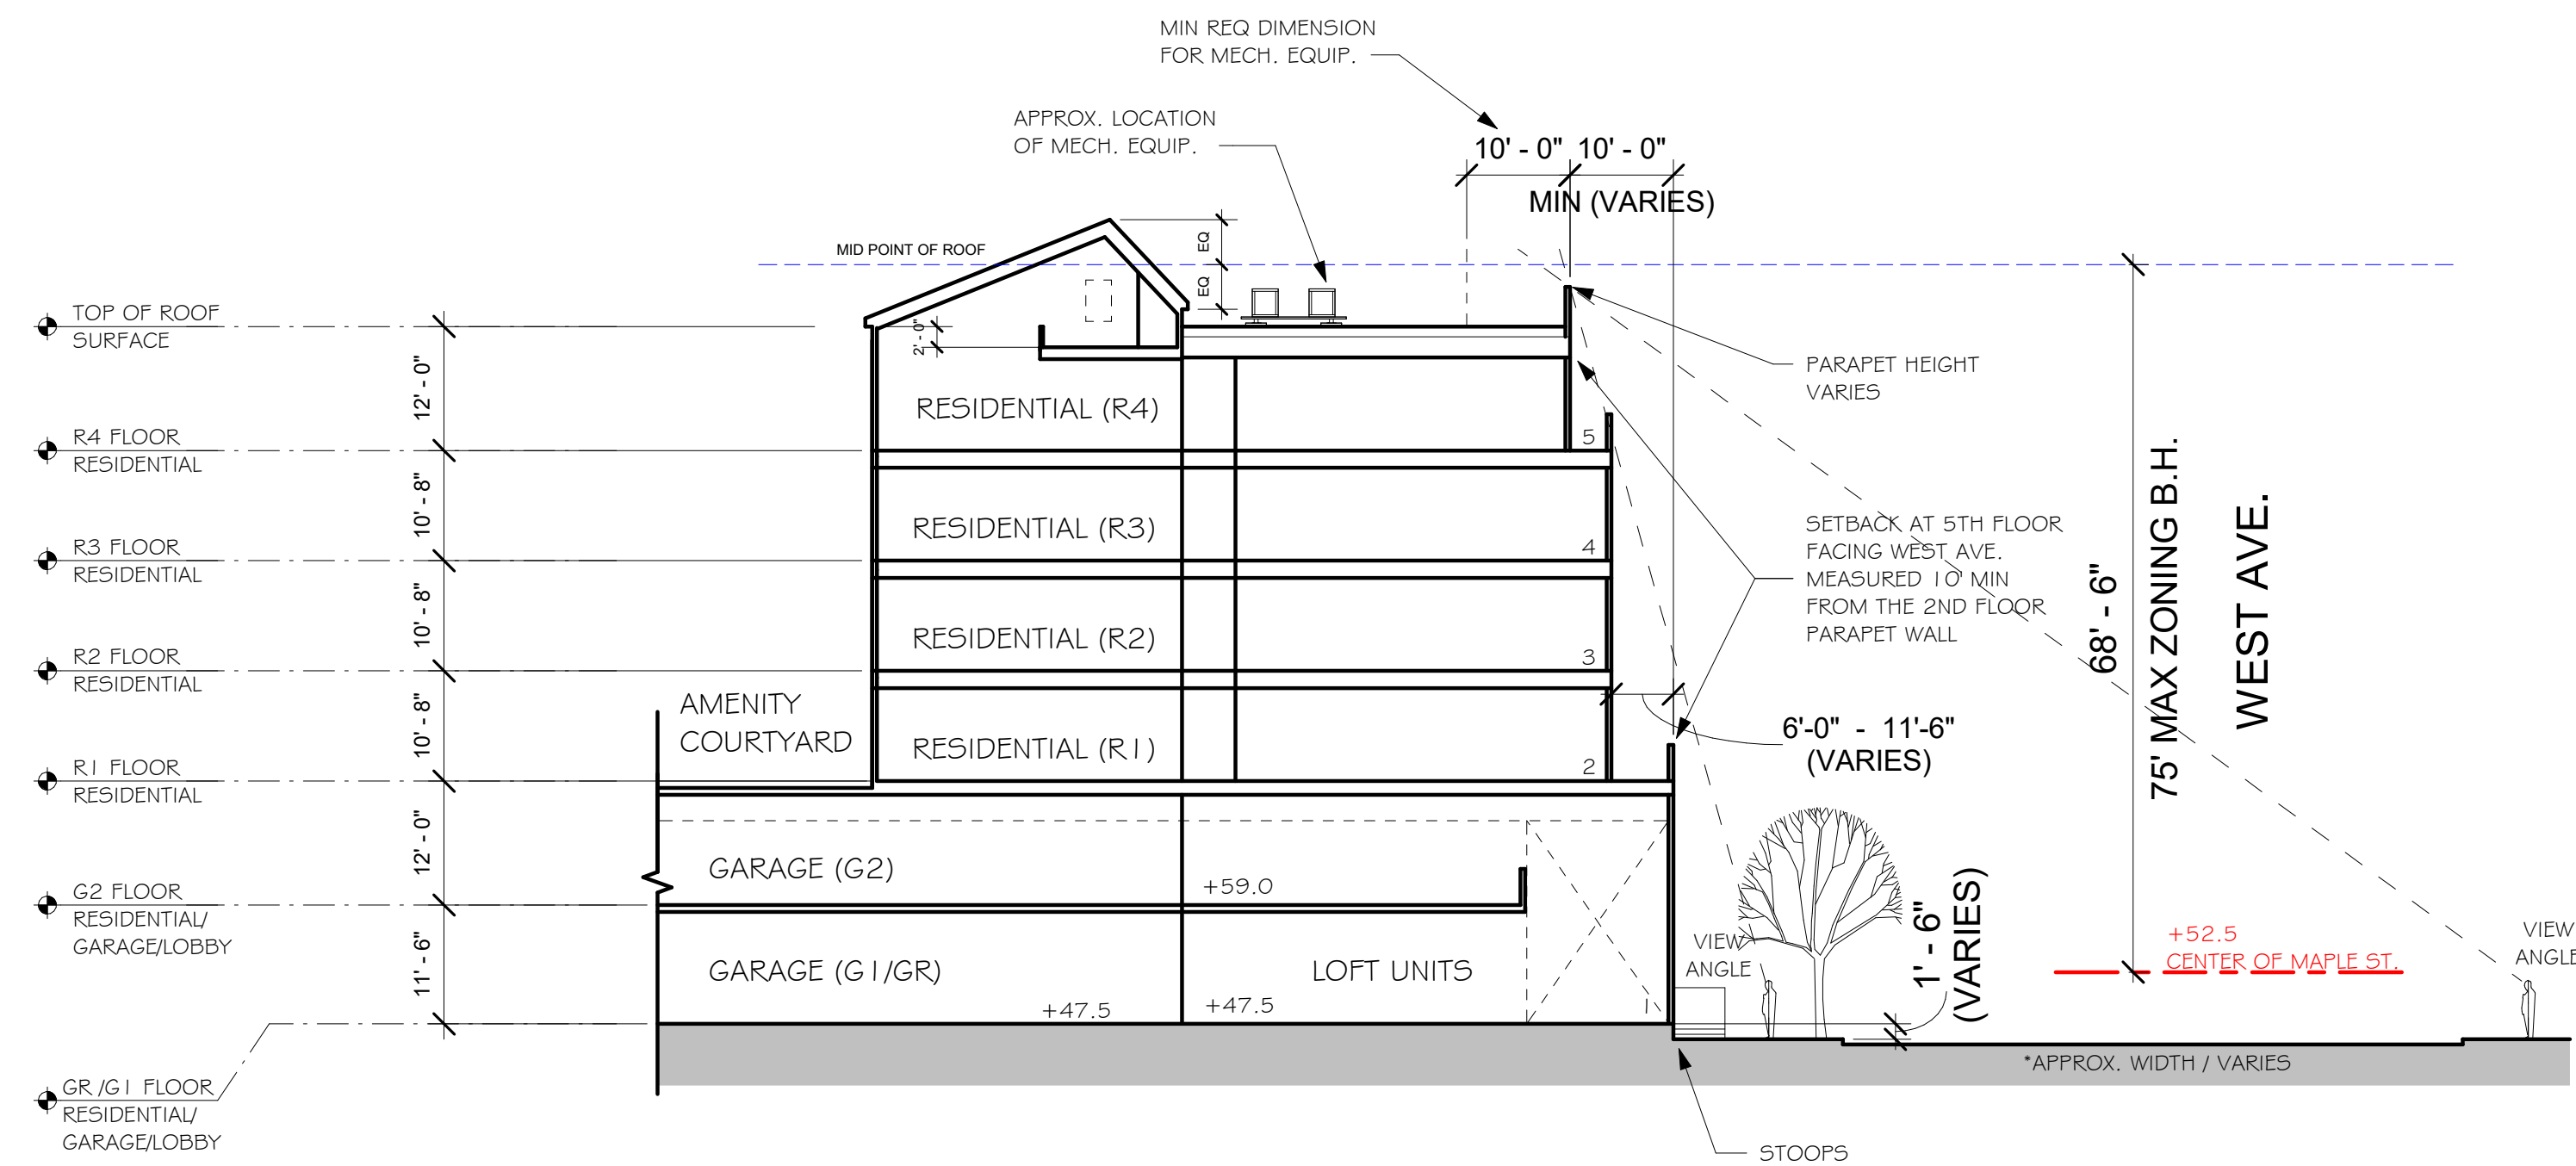 MIN REQ DIMENSION
FOR MECH. EQUIP.
APPROX. LOCATION
OF MECH. EQUIP.
10' - 0" 10' - 0"
MIN (VARIES)
MID POINT OF ROOF
EQ
EQ
TOP OF ROOF
SURFACE
2' - 0"
12' - 0"
RESIDENTIAL (R4)
5
PARAPET HEIGHT
VARIES
R4 FLOOR
RESIDENTIAL
10' - 8"
RESIDENTIAL (R3)
4
SETBACK AT 5TH FLOOR
FACING WEST AVE.
MEASURED 10' MIN
FROM THE 2ND FLOOR
PARAPET WALL
68' - 6"
75' MAX ZONING B.H.
WEST AVE.
R3 FLOOR
RESIDENTIAL
10' - 8"
RESIDENTIAL (R2)
3
R2 FLOOR
RESIDENTIAL
10' - 8"
AMENITY
COURTYARD
RESIDENTIAL (R1)
2
6'-0" - 11'-6"
(VARIES)
R1 FLOOR
RESIDENTIAL
12' - 0"
GARAGE (G2)
+59.0
G2 FLOOR
RESIDENTIAL/
GARAGE/LOBBY
11' - 6"
GARAGE (G1/GR)
+47.5
+47.5
LOFT UNITS
1
VIEW
ANGLE
1' - 6"
(VARIES)
+52.5
CENTER OF MAPLE ST.
VIEW
ANGLE
*APPROX. WIDTH / VARIES
GR /G1 FLOOR
RESIDENTIAL/
GARAGE/LOBBY
STOOPS